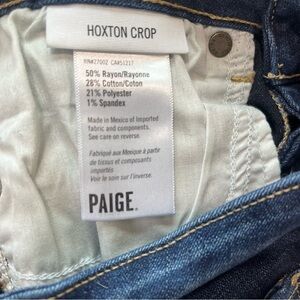 HOXTON CROP
RN#27002 CA#51217
50% Rayon/Rayonne
28% Cotton/Coton
21% Polyester
1% Spandex
Made in Mexico of Imported
fabric and components.
See care on reverse.
Fabriqué aux Mexique à partir
de tissus et composants
importés
Voir le soin sur l'inverse.
PAIGE.